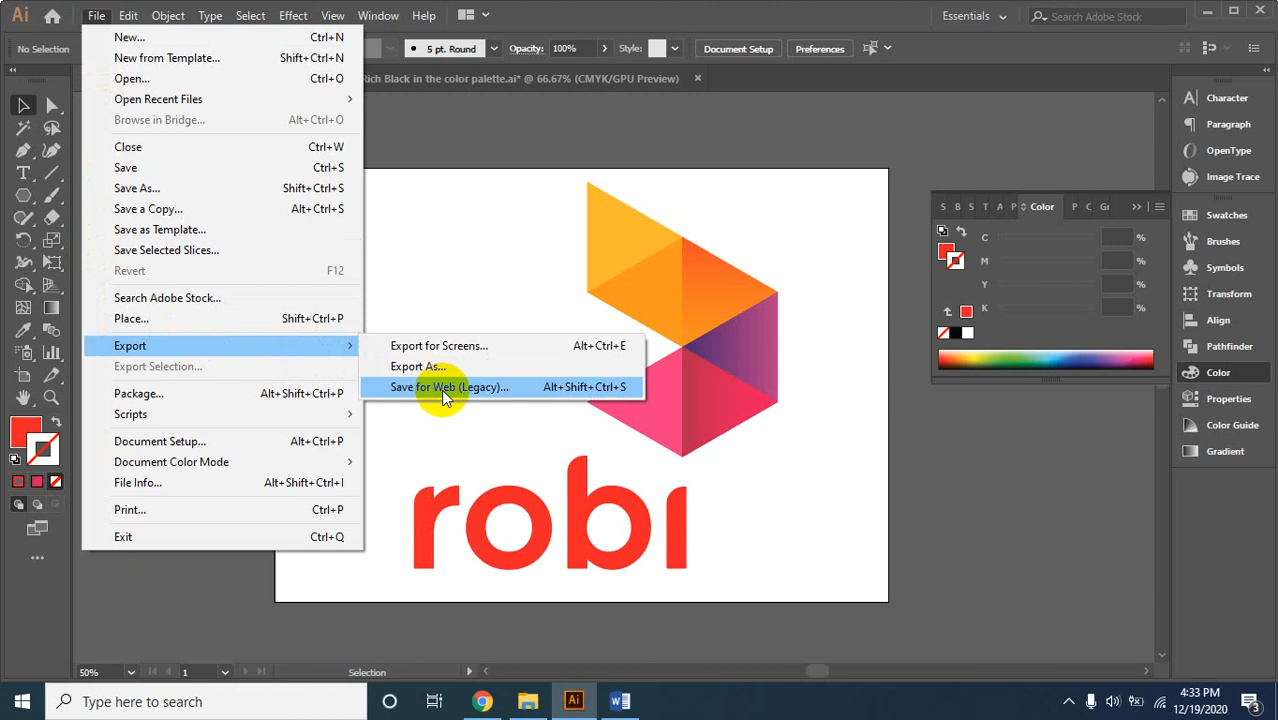 Ai File Edit Object Type Select Effect View Window Help Essentials Search Adobe Stock
No Selection 5 pt. Round Opacity: 100% Style: Document Setup Preferences
Rich Black in the color palette.ai* @ 66.67% (CMYK/GPU Preview) ×
New... Ctrl+N
New from Template... Shift+Ctrl+N
Open... Ctrl+O
Open Recent Files
Browse in Bridge... Alt+Ctrl+O
Close Ctrl+W
Save Ctrl+S
Save As... Shift+Ctrl+S
Save a Copy... Alt+Ctrl+S
Save as Template...
Save Selected Slices...
Revert F12
Search Adobe Stock...
Place... Shift+Ctrl+P
Export
Export Selection...
Package... Alt+Shift+Ctrl+P
Scripts
Document Setup... Alt+Ctrl+P
Document Color Mode
File Info... Alt+Shift+Ctrl+I
Print... Ctrl+P
Exit Ctrl+Q
Export for Screens... Alt+Ctrl+E
Export As...
Save for Web (Legacy)... Alt+Shift+Ctrl+S
robi
S B S T A P Color P C Gr
C %
M %
Y %
K %
Character
Paragraph
OpenType
Image Trace
Swatches
Brushes
Symbols
Transform
Align
Pathfinder
Color
Properties
Color Guide
Gradient
50% 1 Selection
Type here to search
Ai
4:33 PM
12/19/2020
3